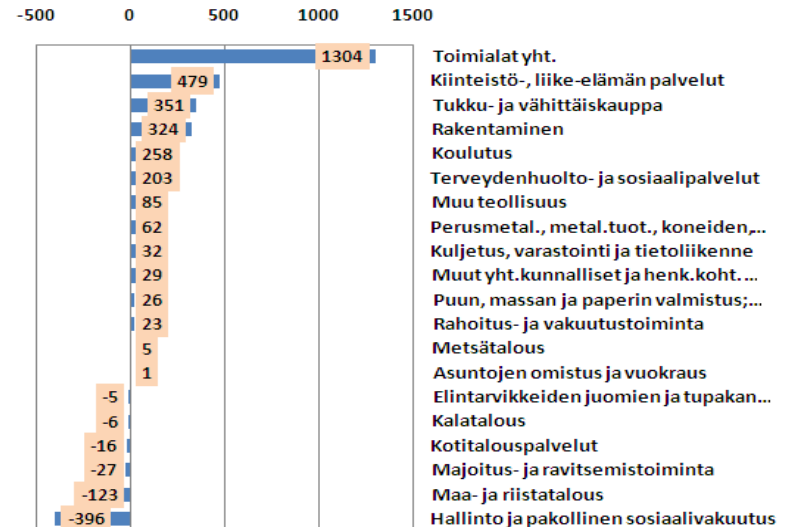 -500 0 500 1000 1500
1304 Toimialat yht.
479 Kiinteistö-, liike-elämän palvelut
351 Tukku- ja vähittäiskauppa
324 Rakentaminen
258 Koulutus
203 Terveydenhuolto- ja sosiaalipalvelut
85 Muu teollisuus
62 Perusmetal., metal.tuot., koneiden,...
32 Kuljetus, varastointi ja tietoliikenne
29 Muut yht.kunnalliset ja henk.koht. ...
26 Puun, massan ja paperin valmistus;...
23 Rahoitus- ja vakuutustoiminta
5 Metsätalous
1 Asuntojen omistus ja vuokraus
-5 Elintarvikkeiden juomien ja tupakan...
-6 Kalatalous
-16 Kotitalouspalvelut
-27 Majoitus- ja ravitsemistoiminta
-123 Maa- ja riistatalous
-396 Hallinto ja pakollinen sosiaalivakuutus